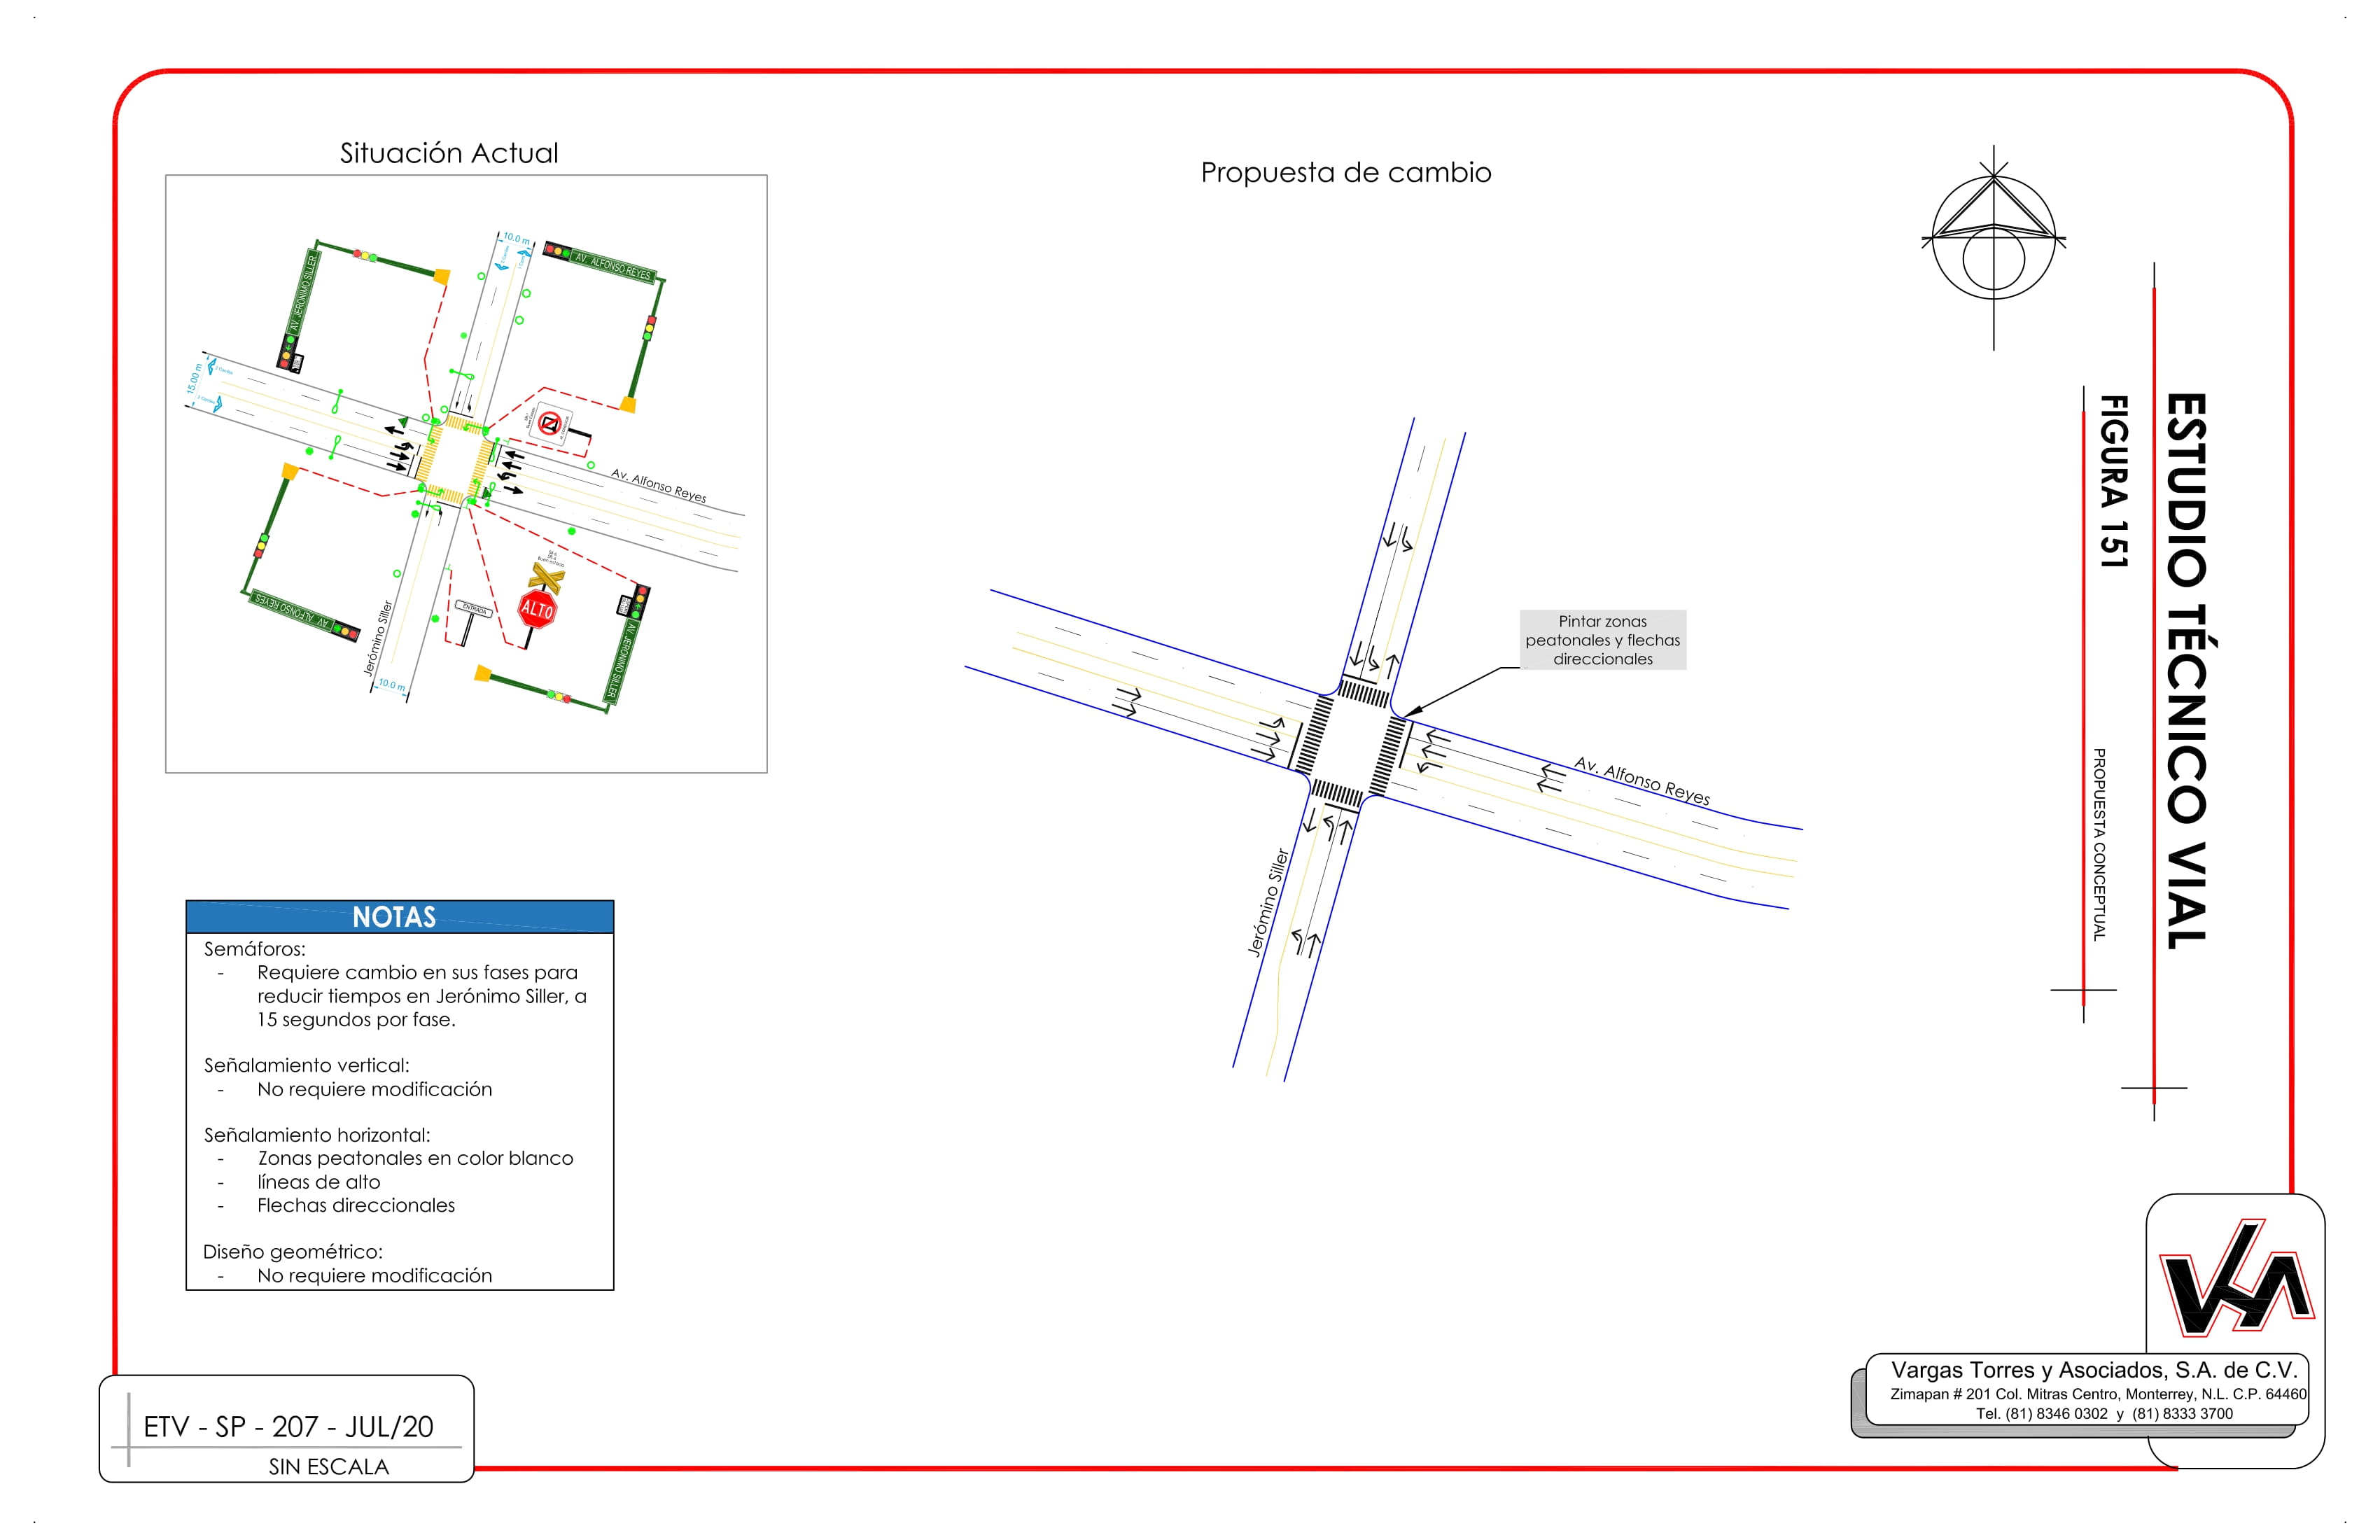 Situación Actual
Propuesta de cambio
10.0 m
AV. ALFONSO REYES
AV. JERONIMO SILLER
15.00 m
Av. Alfonso Reyes
AV. ALFONSO REYES
Jerómino Siller
10.0 m
ENTRADA
ALTO
AV. JERONIMO SILLER
Pintar zonas
peatonales y flechas
direccionales
Av. Alfonso Reyes
Jerómino Siller
ESTUDIO TÉCNICO VIAL
FIGURA 151
PROPUESTA CONCEPTUAL
NOTAS
Semáforos:
- Requiere cambio en sus fases para
reducir tiempos en Jerónimo Siller, a
15 segundos por fase.
Señalamiento vertical:
- No requiere modificación
Señalamiento horizontal:
- Zonas peatonales en color blanco
- líneas de alto
- Flechas direccionales
Diseño geométrico:
- No requiere modificación
ETV - SP - 207 - JUL/20
SIN ESCALA
Vargas Torres y Asociados, S.A. de C.V.
Zimapan # 201 Col. Mitras Centro, Monterrey, N.L. C.P. 64460
Tel. (81) 8346 0302 y (81) 8333 3700